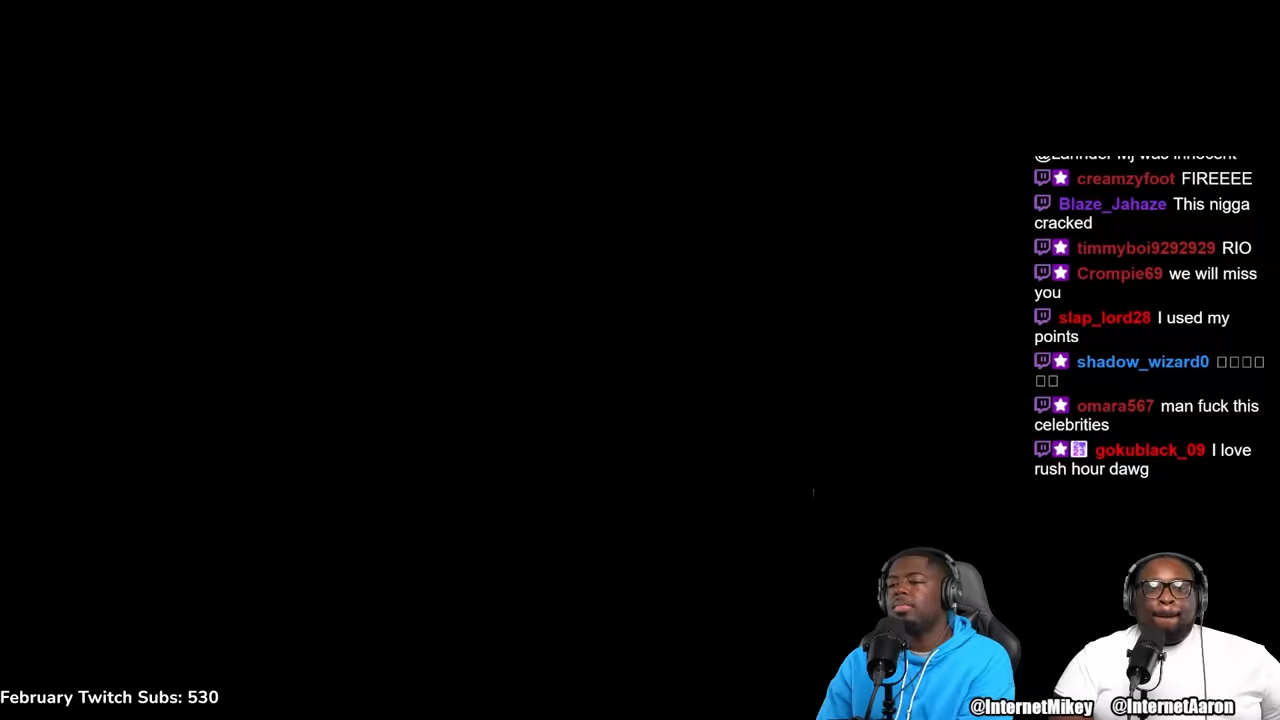 creamzyfoot FIREEEE
Blaze_Jahaze This nigga
cracked
timmyboi9292929 RIO
Crompie69 we will miss
you
slap_lord28 I used my
points
shadow_wizard0
omara567 man fuck this
celebrities
gokublack_09 I love
rush hour dawg
February Twitch Subs: 530
@InternetMikey
@InternetAaron